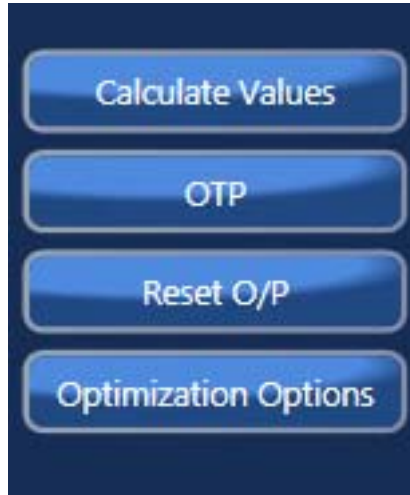 Calculate Values
OTP
Reset O/P
Optimization Options